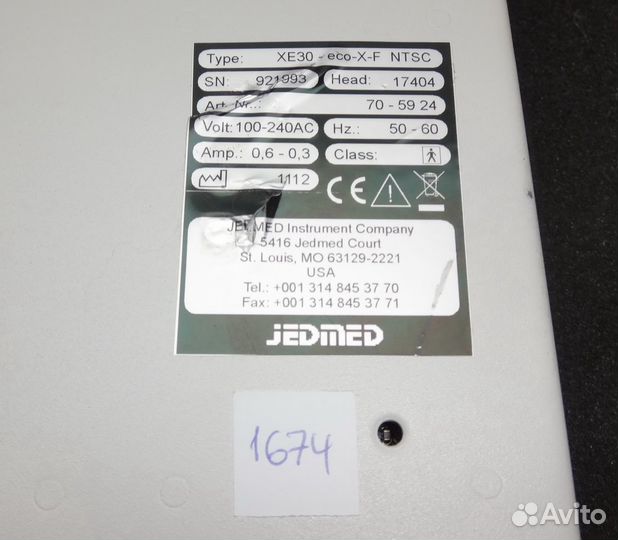 Type: XE30 - eco-X-F NTSC
SN: 921993 Head: 17404
Art. Nr..: 70 - 59 24
Volt: 100-240AC Hz.: 50 - 60
Amp.: 0,6 - 0,3 Class:
1112 CE
JEDMED Instrument Company
5416 Jedmed Court
St. Louis, MO 63129-2221
USA
Tel.: +001 314 845 37 70
Fax: +001 314 845 37 71
JEDMED
1674
Avito